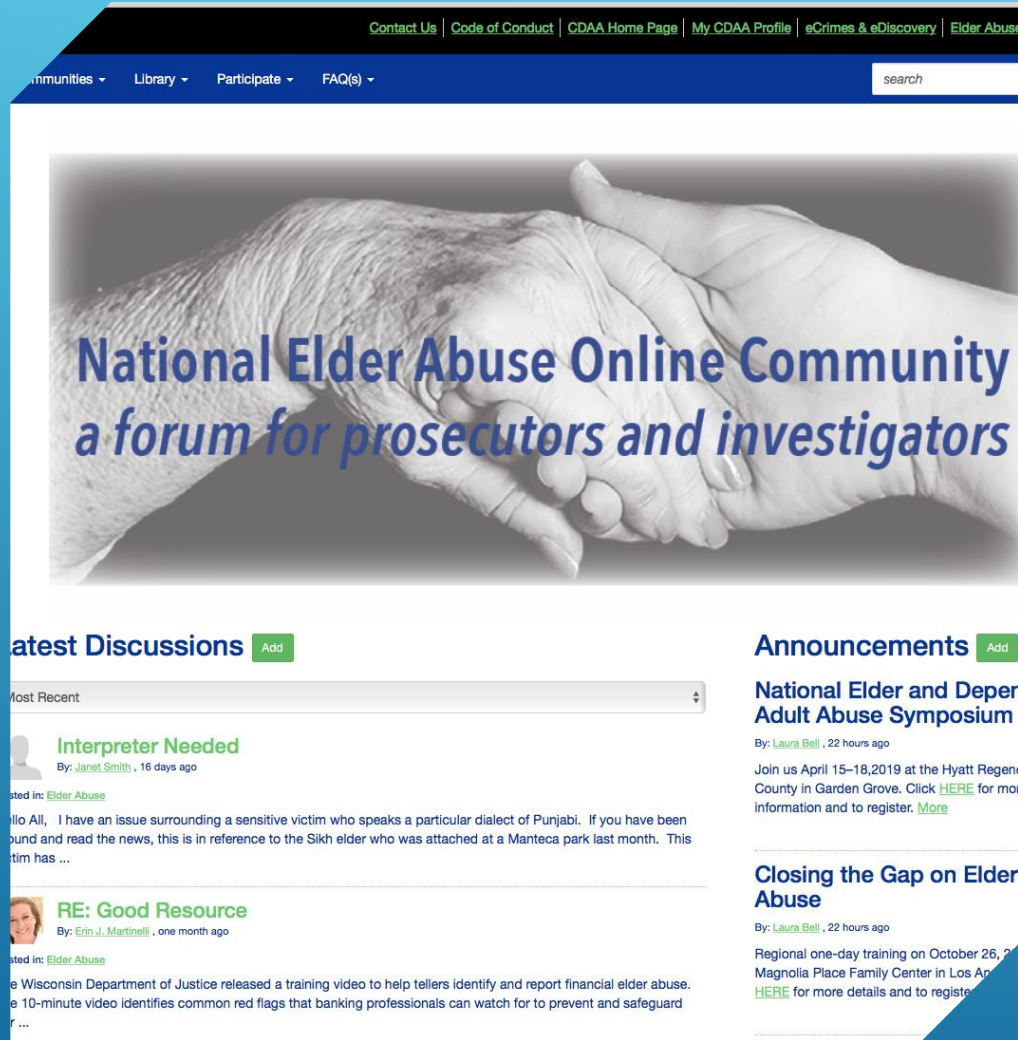 Contact Us | Code of Conduct | CDAA Home Page | My CDAA Profile | eCrimes & eDiscovery | Elder Abuse
Library Participate FAQ(s) search
National Elder Abuse Online Community
a forum for prosecutors and investigators
Latest Discussions Add
Most Recent
Interpreter Needed
By: Janet Smith , 16 days ago
Elder Abuse
All, I have an issue surrounding a sensitive victim who speaks a particular dialect of Punjabi. If you have been
and read the news, this is in reference to the Sikh elder who was attached at a Manteca park last month. This
has ...
RE: Good Resource
By: Erin J. Martinelli , one month ago
in: Elder Abuse
Wisconsin Department of Justice released a training video to help tellers identify and report financial elder abuse.
10-minute video identifies common red flags that banking professionals can watch for to prevent and safeguard
...
Announcements Add
National Elder and
Adult Abuse Symposium
By: Laura Bell , 22 hours ago
Join us April 15–18,2019 at the Hyatt
County in Garden Grove. Click HERE for
information and to register. More
Closing the Gap on Elder
Abuse
By: Laura Bell , 22 hours ago
Regional one-day training on October 26,
Magnolia Place Family Center in Los
HERE for more details and to